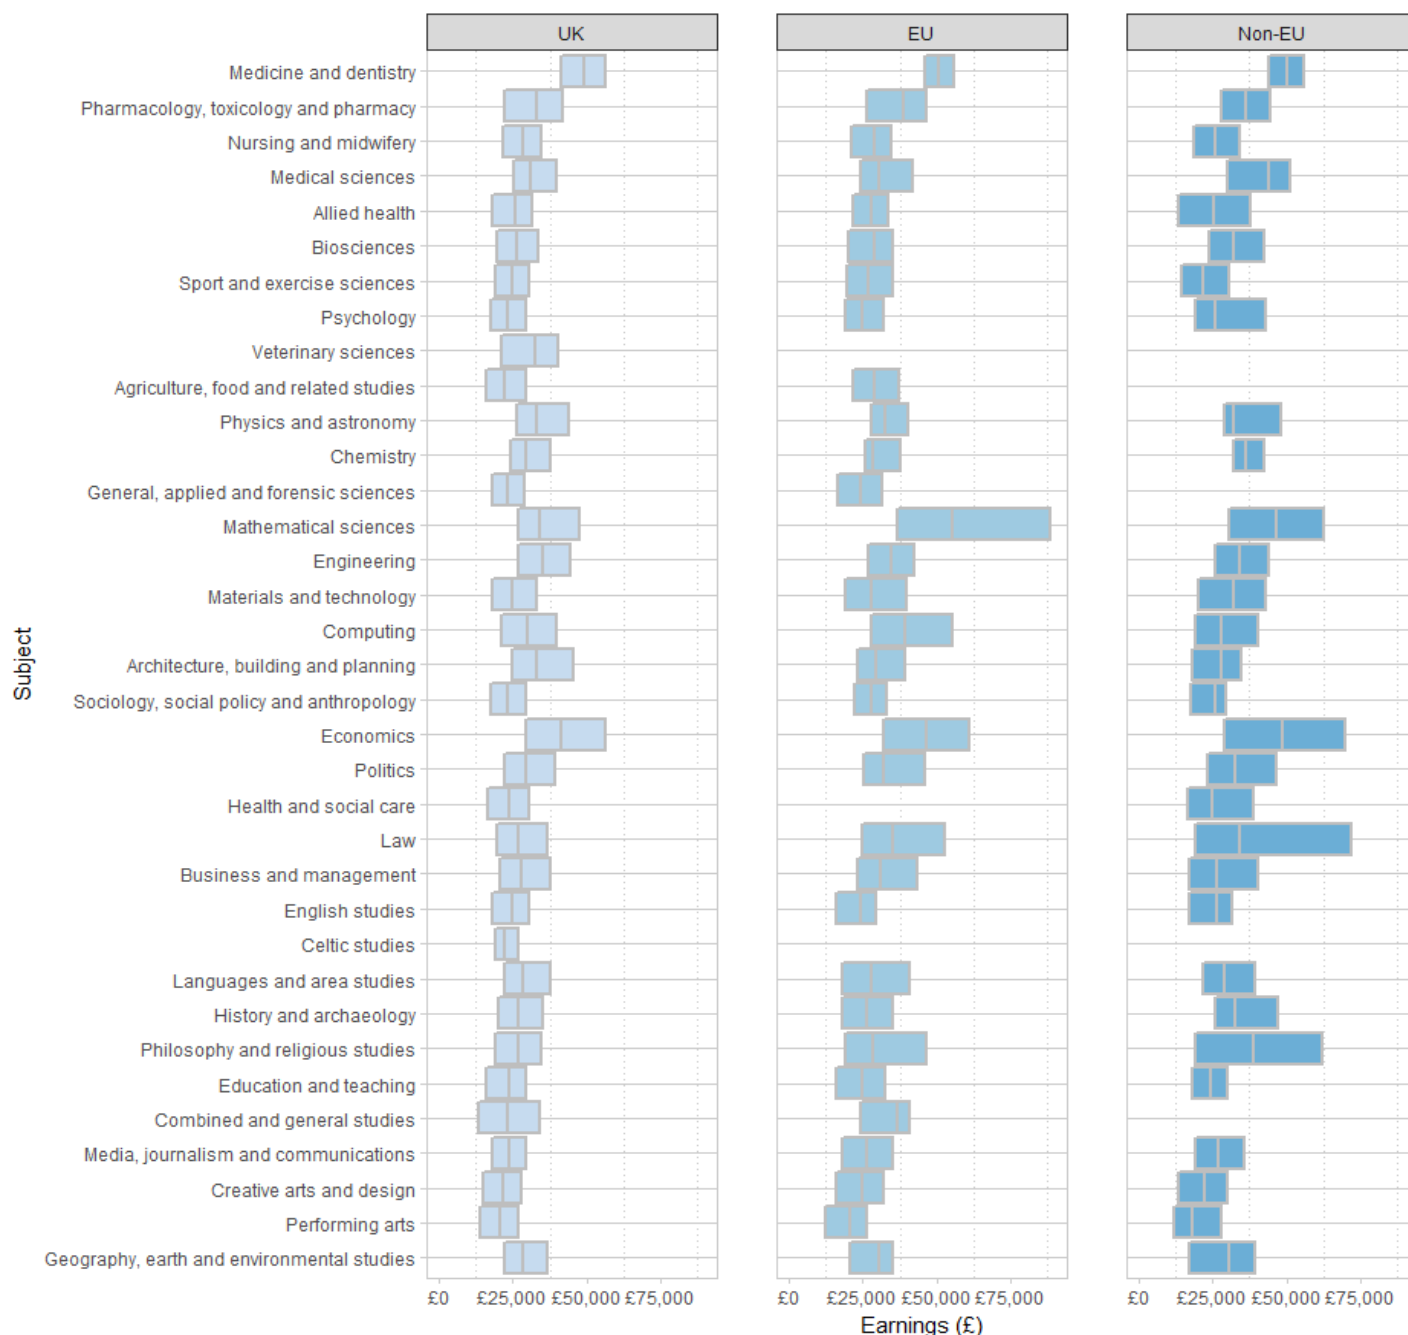 UK EU Non-EU
Medicine and dentistry
Pharmacology, toxicology and pharmacy
Nursing and midwifery
Medical sciences
Allied health
Biosciences
Sport and exercise sciences
Psychology
Veterinary sciences
Agriculture, food and related studies
Physics and astronomy
Chemistry
General, applied and forensic sciences
Mathematical sciences
Engineering
Materials and technology
Computing
Architecture, building and planning
Sociology, social policy and anthropology
Economics
Politics
Health and social care
Law
Business and management
English studies
Celtic studies
Languages and area studies
History and archaeology
Philosophy and religious studies
Education and teaching
Combined and general studies
Media, journalism and communications
Creative arts and design
Performing arts
Geography, earth and environmental studies
Subject
£0 £25,000 £50,000 £75,000 £0 £25,000 £50,000 £75,000 £0 £25,000 £50,000 £75,000
Earnings (£)